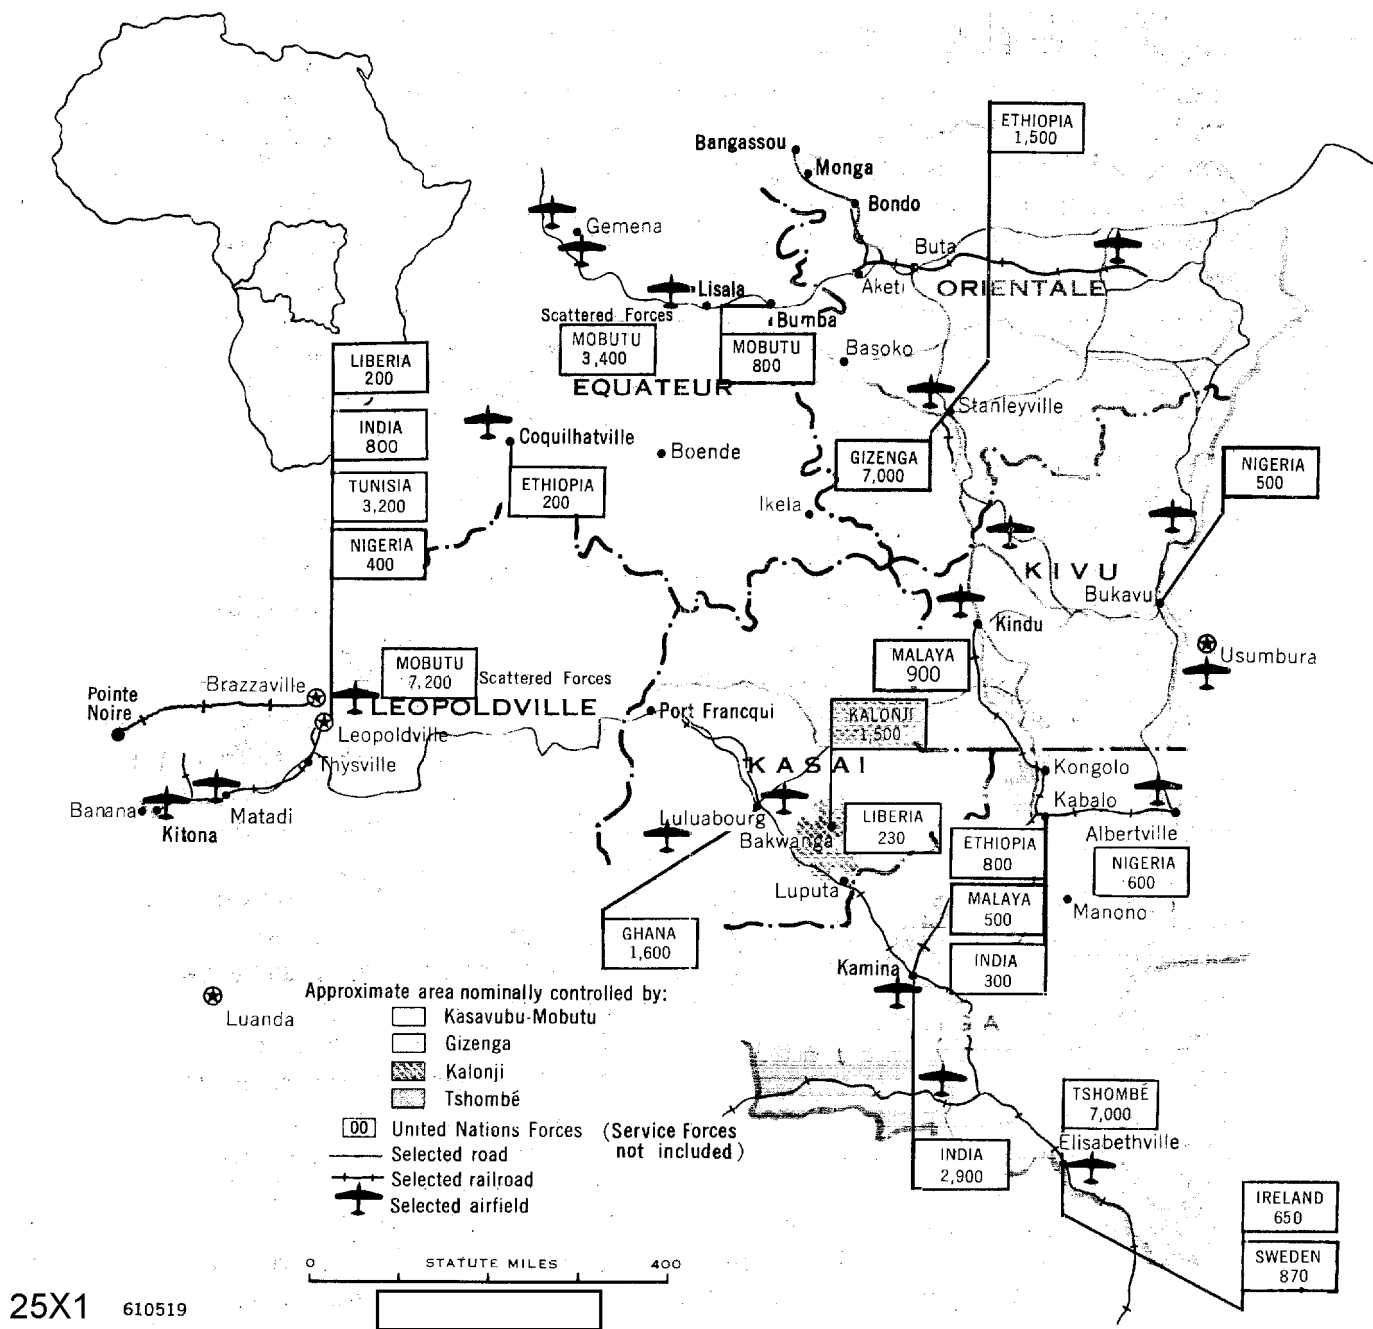 ETHIOPIA
1,500
Bangassou
Monga
Bondo
Gemena
Buta
Aketi
ORIENTALE
Lisala
Scattered Forces
MOBUTU
3,400
Bumba
MOBUTU
800
Basoko
EQUATEUR
LIBERIA
200
INDIA
800
TUNISIA
3,200
NIGERIA
400
Stanleyville
Coquilhatville
Boende
ETHIOPIA
200
GIZENGA
7,000
NIGERIA
500
Ikela
KIVU
Bukavu
Kindu
Usumbura
MALAYA
900
MOBUTU
7,200
Scattered Forces
Brazzaville
Pointe
Noire
LEOPOLDVILLE
Leopoldville
Port Francqui
KALONJI
1,500
KASAI
Thysville
Kongolo
Kabalo
Banana
Kitona
Matadi
Luluabourg
Bakwanga
LIBERIA
230
Albertville
ETHIOPIA
800
NIGERIA
600
Luputa
MALAYA
500
Manono
GHANA
1,600
INDIA
300
Kamina
Luanda
G A
Approximate area nominally controlled by:
Kasavubu-Mobutu
Gizenga
Kalonji
Tshombé
00 United Nations Forces (Service Forces
not included)
Selected road
Selected railroad
Selected airfield
TSHOMBÉ
7,000
Elisabethville
INDIA
2,900
IRELAND
650
SWEDEN
870
0 STATUTE MILES 400
25X1 610519